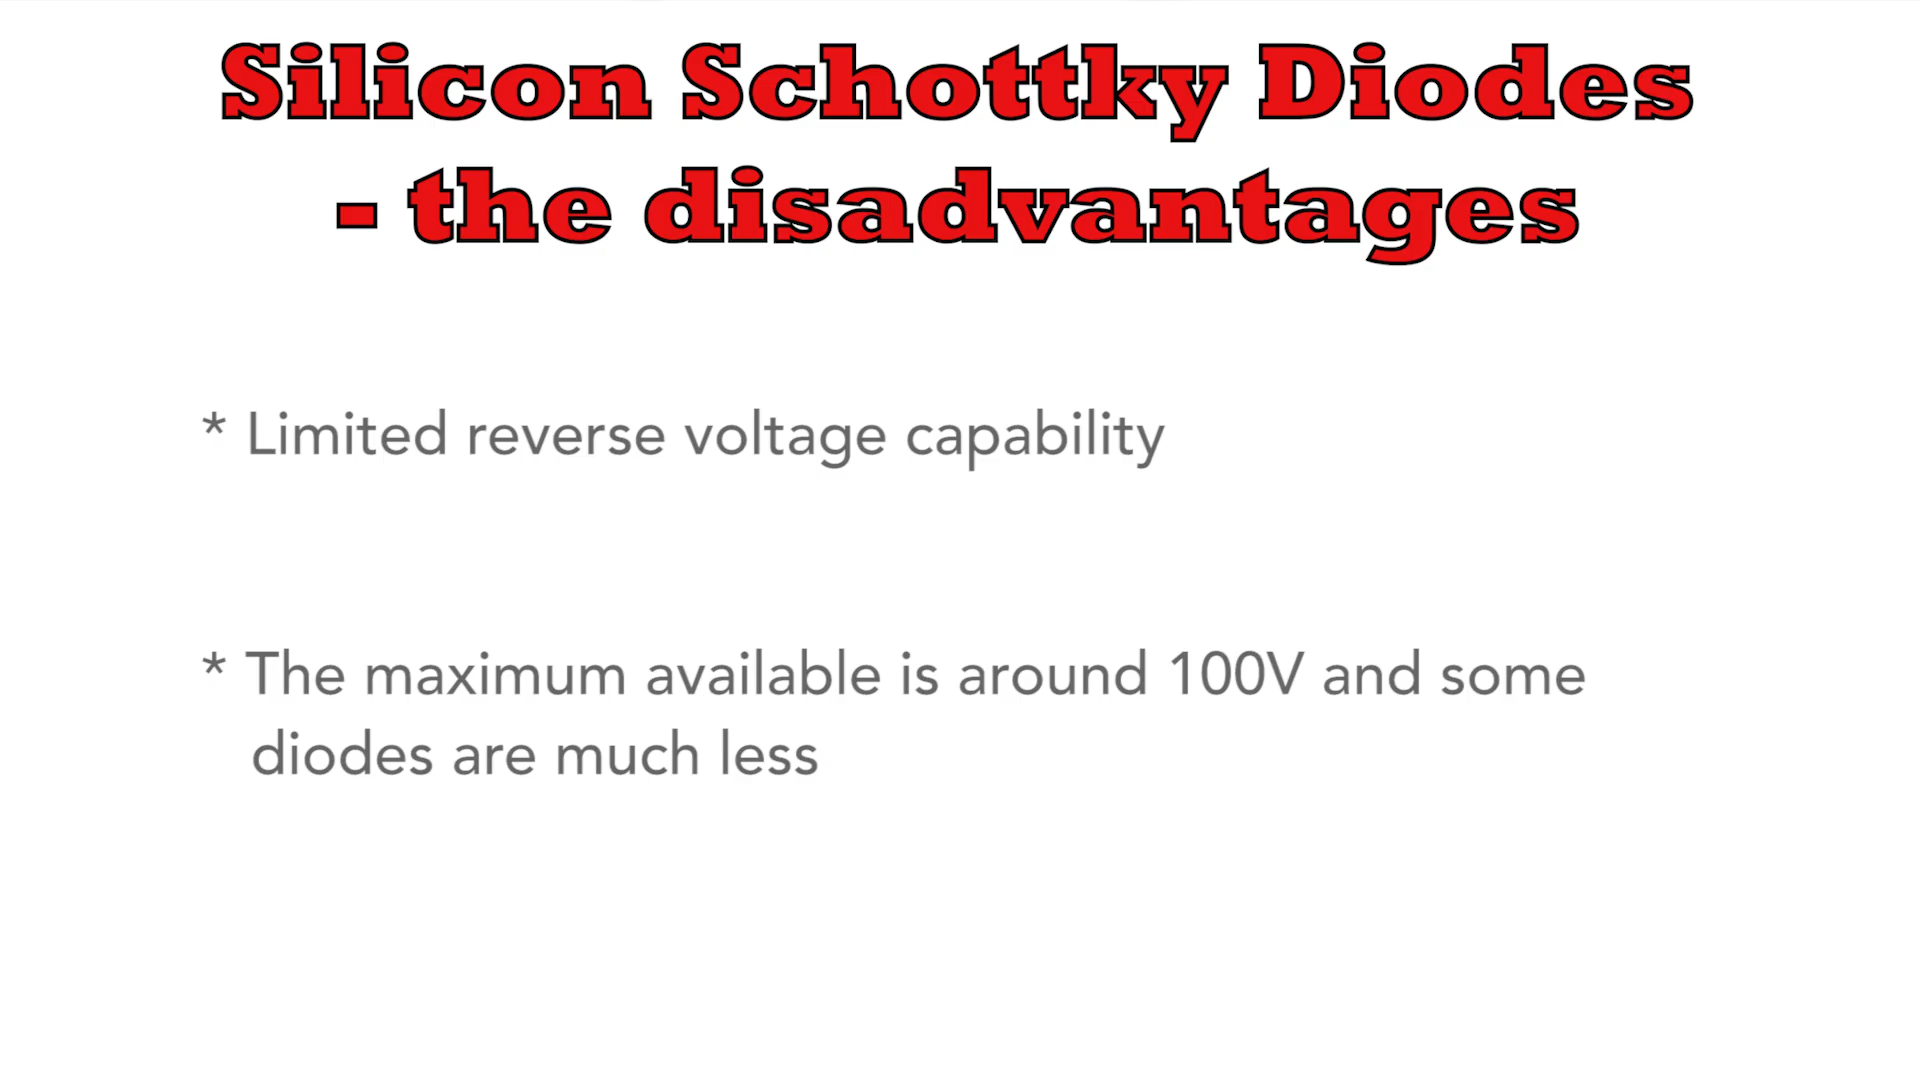 Silicon Schottky Diodes
- the disadvantages
* Limited reverse voltage capability
* The maximum available is around 100V and some
diodes are much less